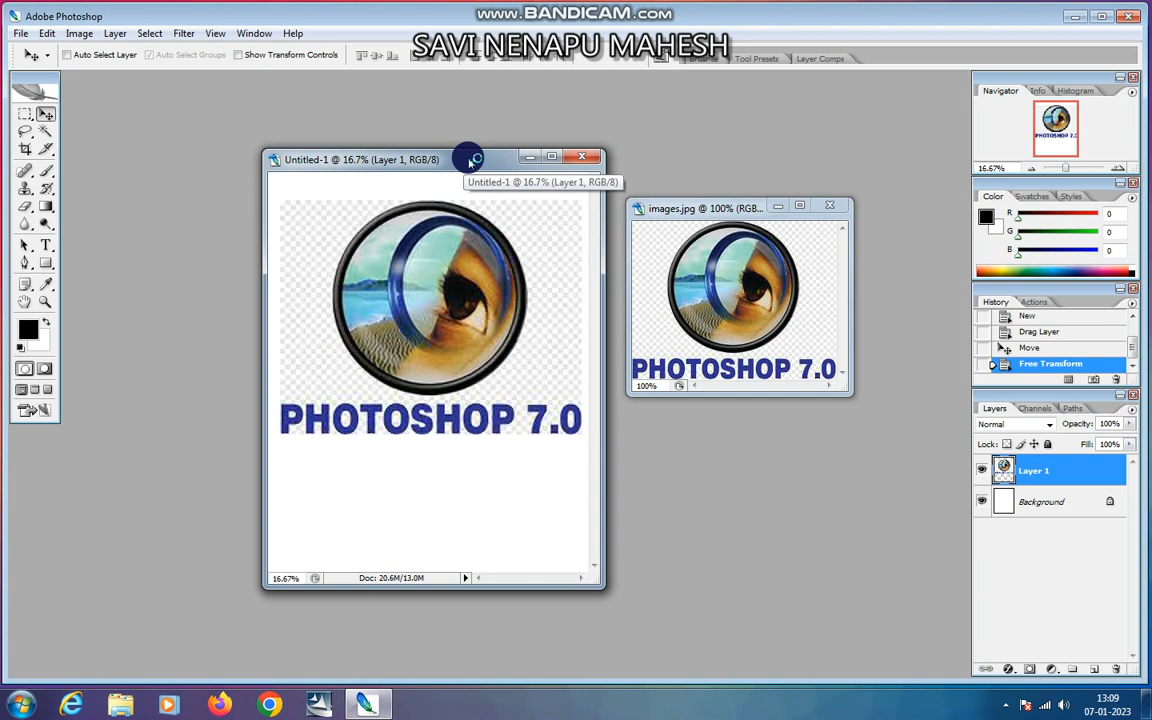 Adobe Photoshop
www.BANDICAM.com
File Edit Image Layer Select Filter View Window Help
SAVI NENAPU MAHESH
Auto Select Layer Auto Select Groups Show Transform Controls
Brushes Tool Presets Layer Comps
Navigator Info Histogram
16.67%
Untitled-1 @ 16.7% (Layer 1, RGB/8)
Untitled-1 @ 16.7% (Layer 1, RGB/8)
PHOTOSHOP 7.0
16.67% Doc: 20.6M/13.0M
images.jpg @ 100% (RGB...
PHOTOSHOP 7.0
100%
PHOTOSHOP 7.0
Color Swatches Styles
R 0
G 0
B 0
History Actions
New
Drag Layer
Move
Free Transform
Layers Channels Paths
Normal Opacity: 100%
Lock: Fill: 100%
Layer 1
Background
13:09
07-01-2023